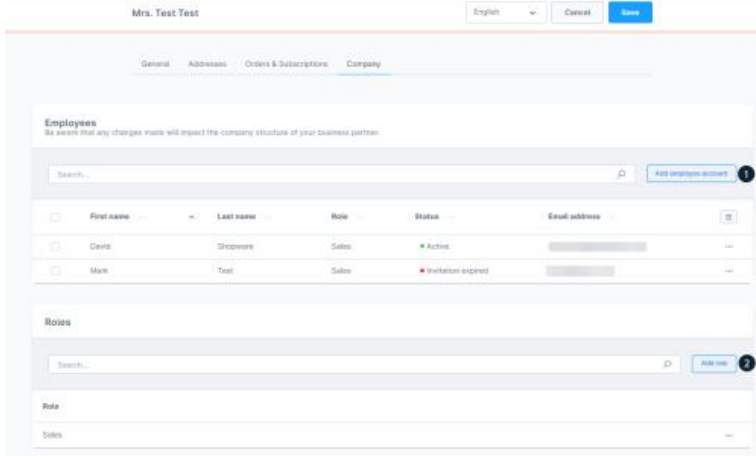 Mrs. Test Test
English
Cancel
Save
General Addresses Orders & Subscriptions Company
Employees
Be aware that any changes made will impact the company structure of your business partner.
Search...
Add employee account
1
First name Last name Role Status Email address
David Shopware Sales Active ...
Mark Test Sales Invitation expired ...
Roles
Search...
Add role
2
Role
Sales ...